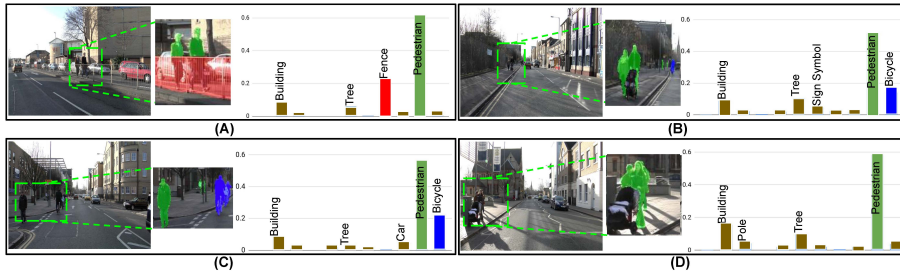 0.6
0.4
0.2
0
Building
Tree
Fence
Pedestrian
(A)
0.6
0.4
0.2
0
Building
Tree
Sign Symbol
Pedestrian
Bicycle
(B)
0.6
0.4
0.2
0
Building
Tree
Car
Pedestrian
Bicycle
(C)
0.6
0.4
0.2
0
Building
Pole
Tree
Pedestrian
(D)